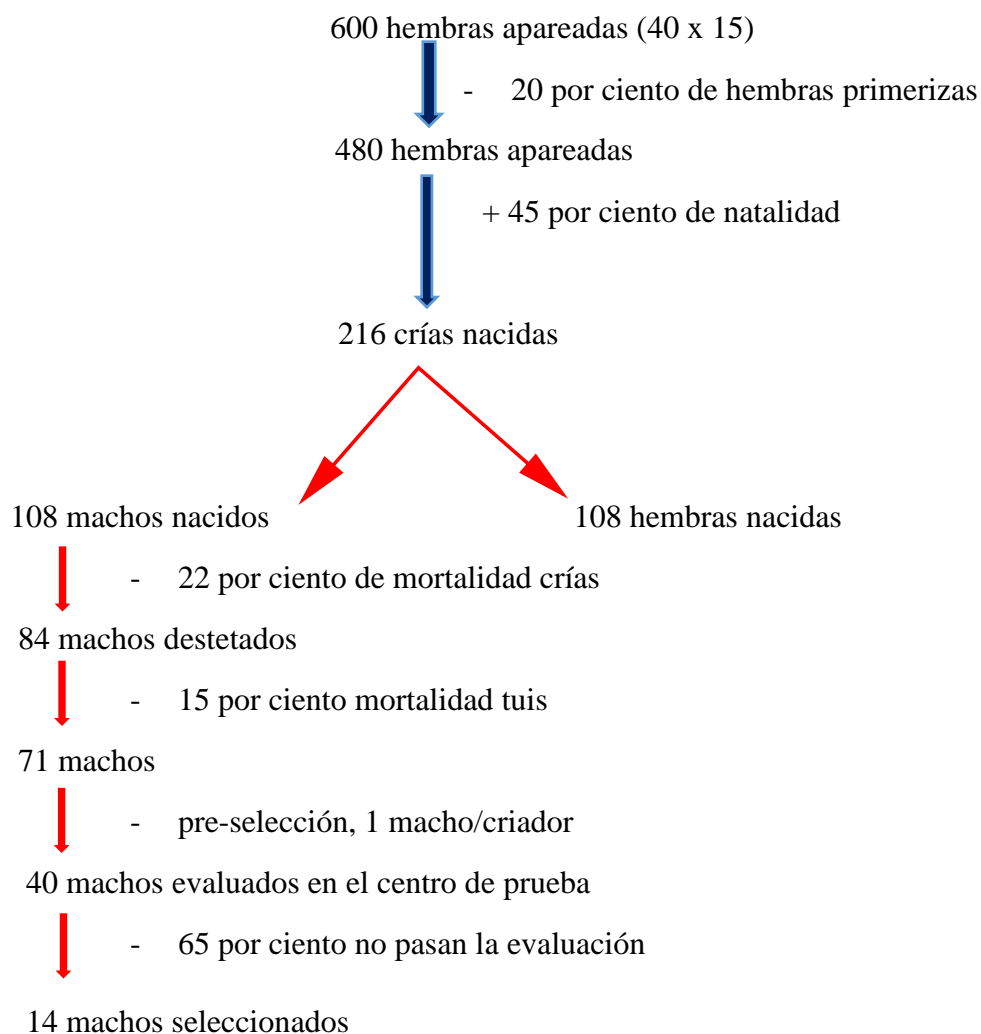 600 hembras apareadas (40 x 15)
- 20 por ciento de hembras primerizas
480 hembras apareadas
+ 45 por ciento de natalidad
216 crías nacidas
108 machos nacidos
108 hembras nacidas
- 22 por ciento de mortalidad crías
84 machos destetados
- 15 por ciento mortalidad tuis
71 machos
- pre-selección, 1 macho/criador
40 machos evaluados en el centro de prueba
- 65 por ciento no pasan la evaluación
14 machos seleccionados